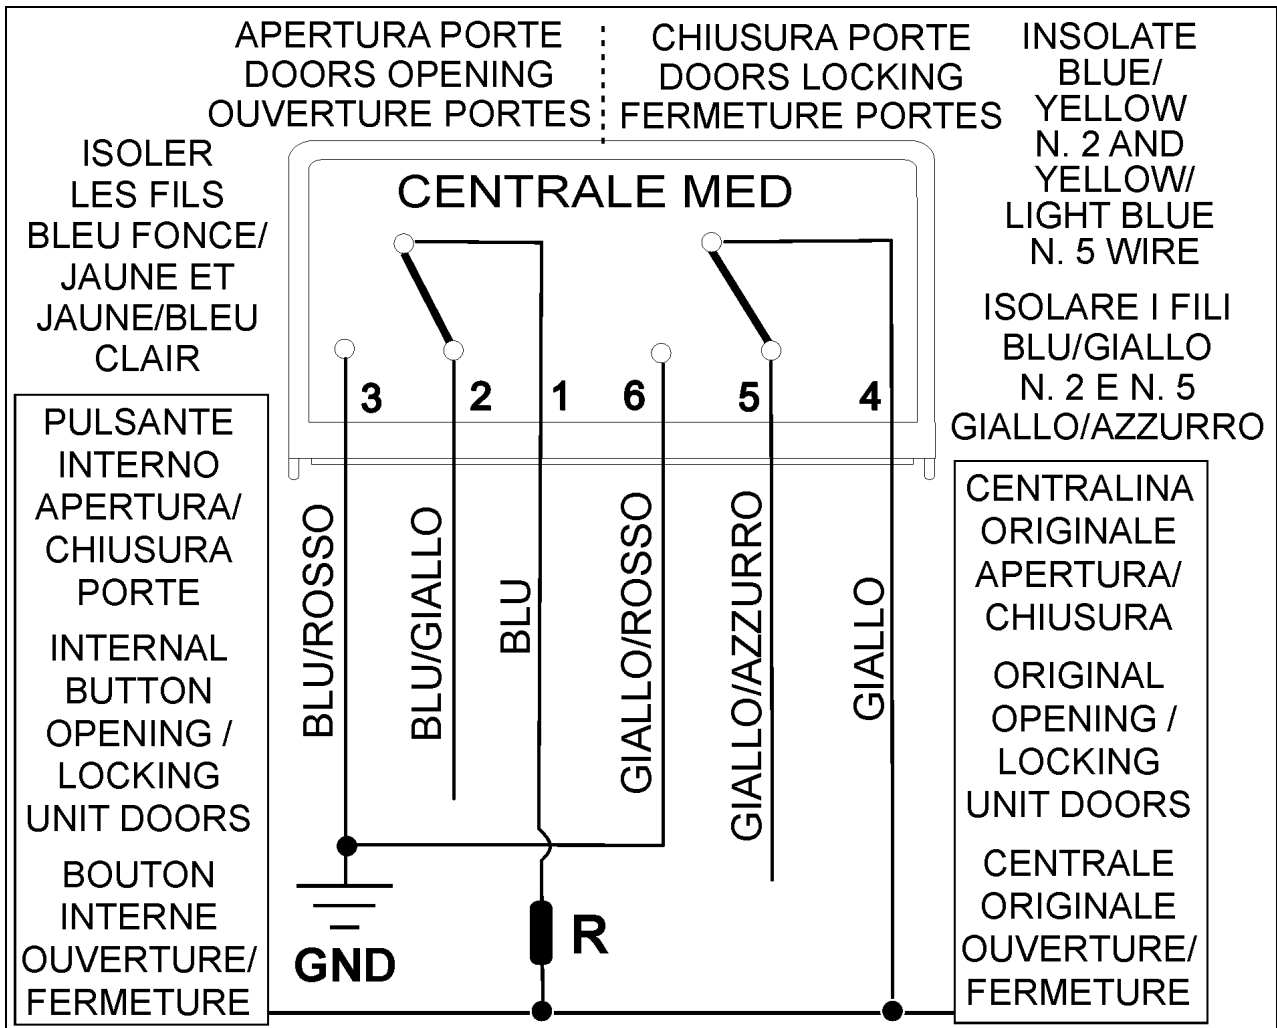 APERTURA PORTE
DOORS OPENING
OUVERTURE PORTES
CHIUSURA PORTE
DOORS LOCKING
FERMETURE PORTES
INSOLATE
BLUE/
YELLOW
N. 2 AND
YELLOW/
LIGHT BLUE
N. 5 WIRE
ISOLER
LES FILS
BLEU FONCE/
JAUNE ET
JAUNE/BLEU
CLAIR
CENTRALE MED
ISOLARE I FILI
BLU/GIALLO
N. 2 E N. 5
GIALLO/AZZURRO
3
2
1
6
5
4
PULSANTE
INTERNO
APERTURA/
CHIUSURA
PORTE
INTERNAL
BUTTON
OPENING /
LOCKING
UNIT DOORS
BOUTON
INTERNE
OUVERTURE/
FERMETURE
BLU/ROSSO
BLU/GIALLO
BLU
GIALLO/ROSSO
GIALLO/AZZURRO
GIALLO
GND
R
CENTRALINA
ORIGINALE
APERTURA/
CHIUSURA
ORIGINAL
OPENING /
LOCKING
UNIT DOORS
CENTRALE
ORIGINALE
OUVERTURE/
FERMETURE